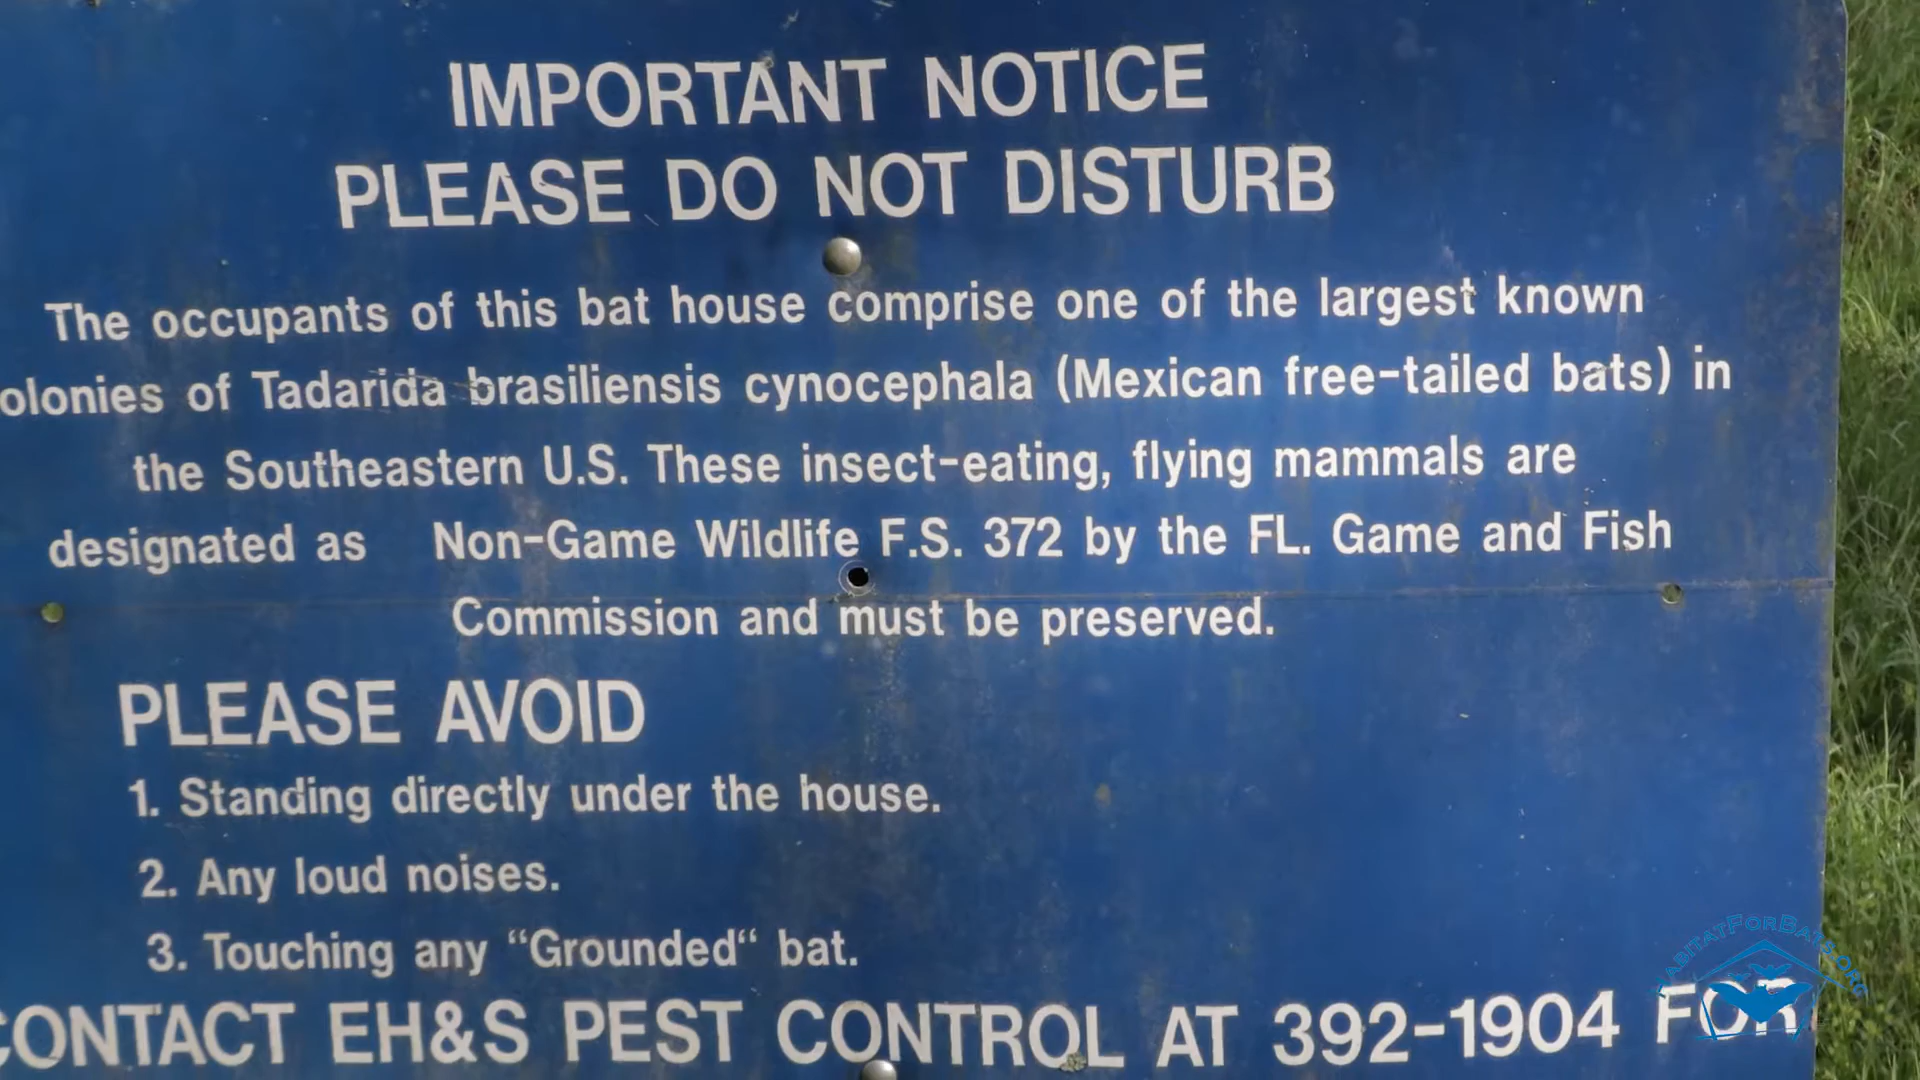 IMPORTANT NOTICE
PLEASE DO NOT DISTURB
The occupants of this bat house comprise one of the largest known
olonies of Tadarida brasiliensis cynocephala (Mexican free-tailed bats) in
the Southeastern U.S. These insect-eating, flying mammals are
designated as Non-Game Wildlife F.S. 372 by the FL. Game and Fish
Commission and must be preserved.
PLEASE AVOID
1. Standing directly under the house.
2. Any loud noises.
3. Touching any “Grounded“ bat.
CONTACT EH&S PEST CONTROL AT 392-1904 FOR
HABITATFORBATS.ORG